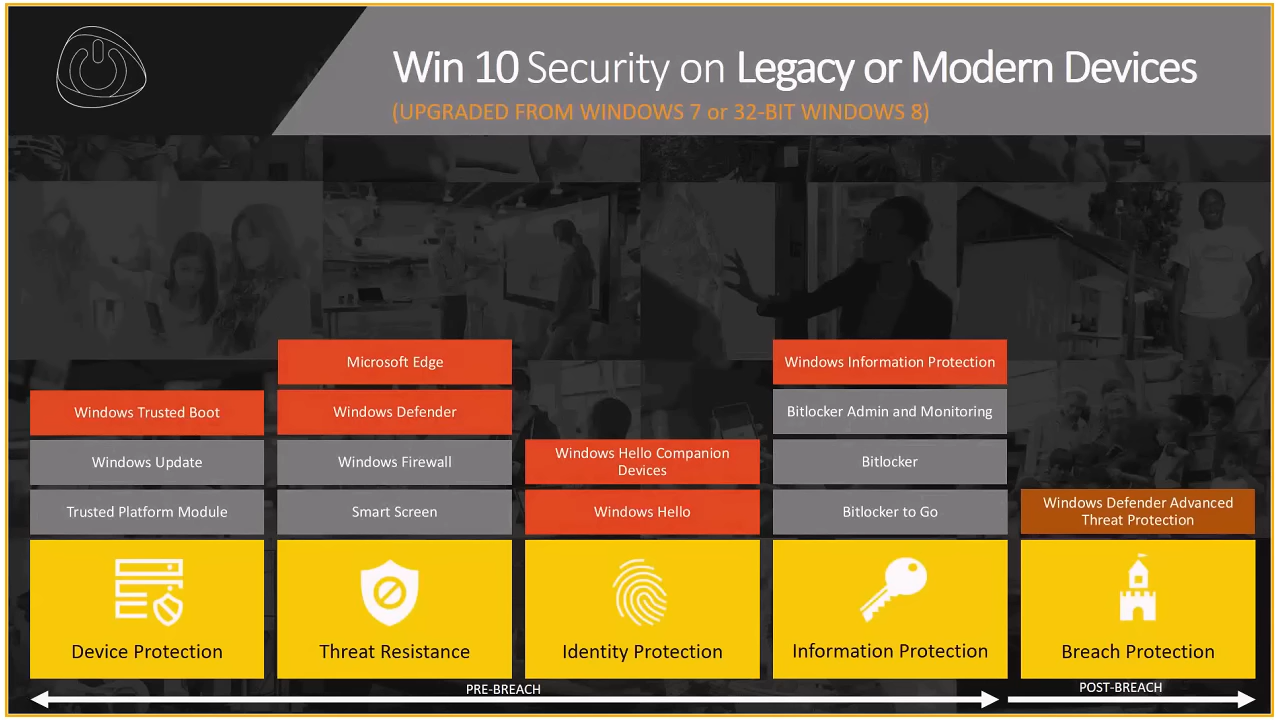 Win 10 Security on Legacy or Modern Devices
(UPGRADED FROM WINDOWS 7 or 32-BIT WINDOWS 8)
Windows Trusted Boot
Windows Update
Trusted Platform Module
Device Protection
Microsoft Edge
Windows Defender
Windows Firewall
Smart Screen
Threat Resistance
Windows Hello Companion
Devices
Windows Hello
Identity Protection
Windows Information Protection
Bitlocker Admin and Monitoring
Bitlocker
Bitlocker to Go
Information Protection
Windows Defender Advanced
Threat Protection
Breach Protection
PRE-BREACH
POST-BREACH